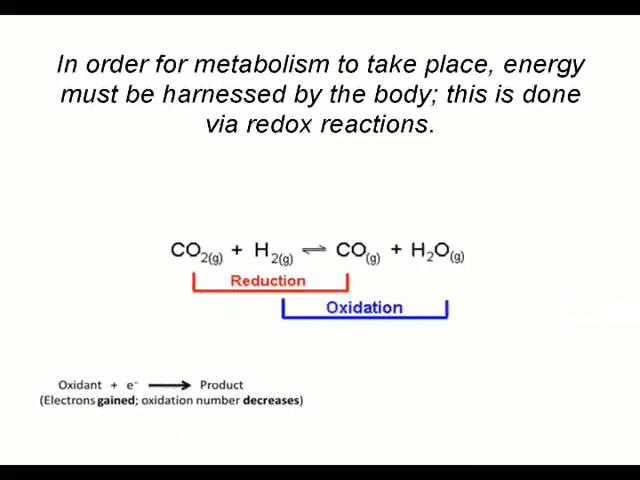 In order for metabolism to take place, energy
must be harnessed by the body; this is done
via redox reactions.
CO2(g) + H2(g) ⇌ CO(g) + H2O(g)
Reduction
Oxidation
Oxidant + e⁻ ⟶ Product
(Electrons gained; oxidation number decreases)